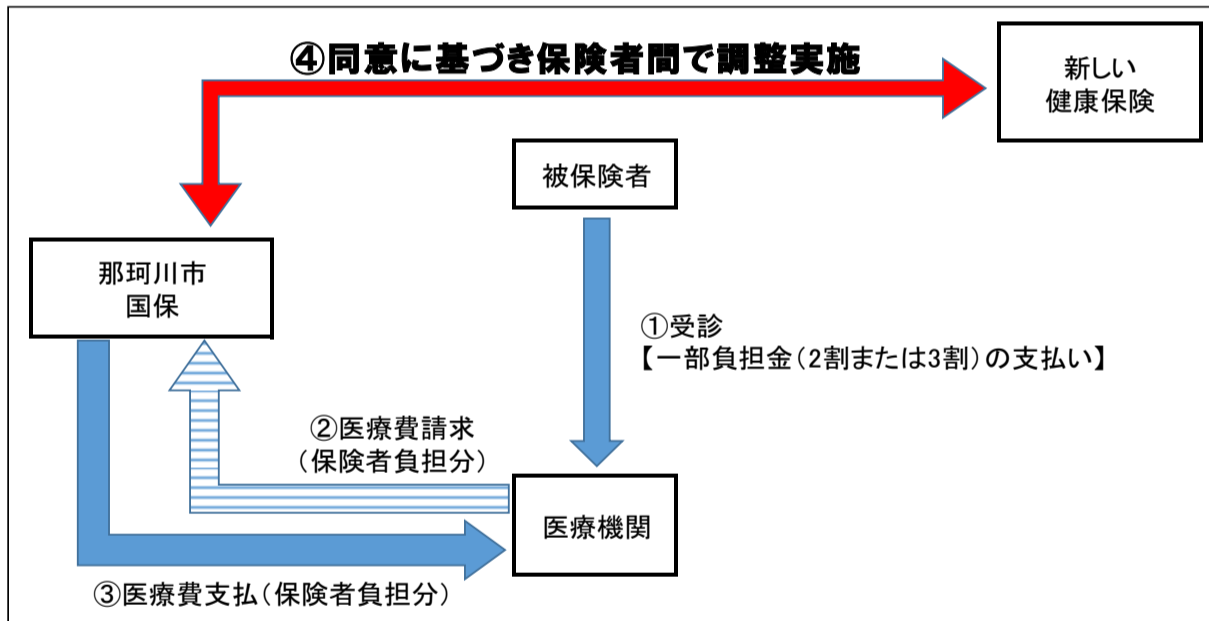 ④同意に基づき保険者間で調整実施
新しい
健康保険
被保険者
那珂川市
国保
①受診
【一部負担金(2割または3割)の支払い】
②医療費請求
(保険者負担分)
医療機関
③医療費支払(保険者負担分)